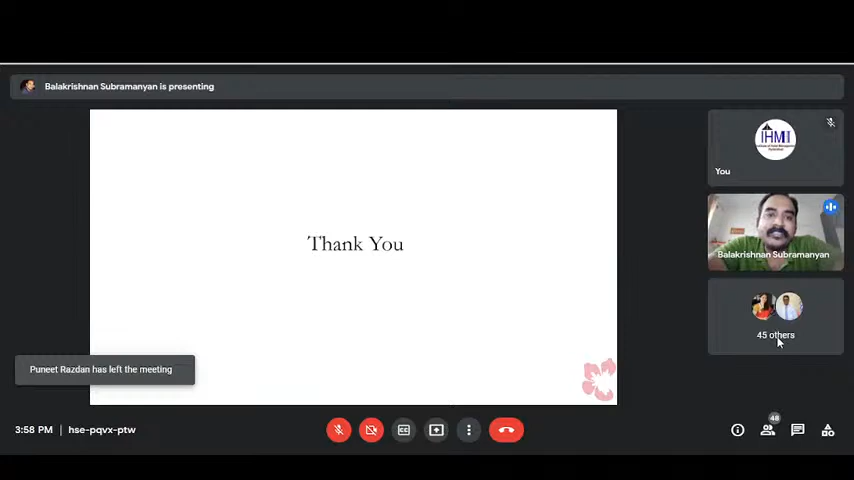 Balakrishnan Subramanyan is presenting
IHMI
You
Thank You
Balakrishnan Subramanyan
45 others
Puneet Razdan has left the meeting
3:58 PM | hse-pqvx-ptw
48